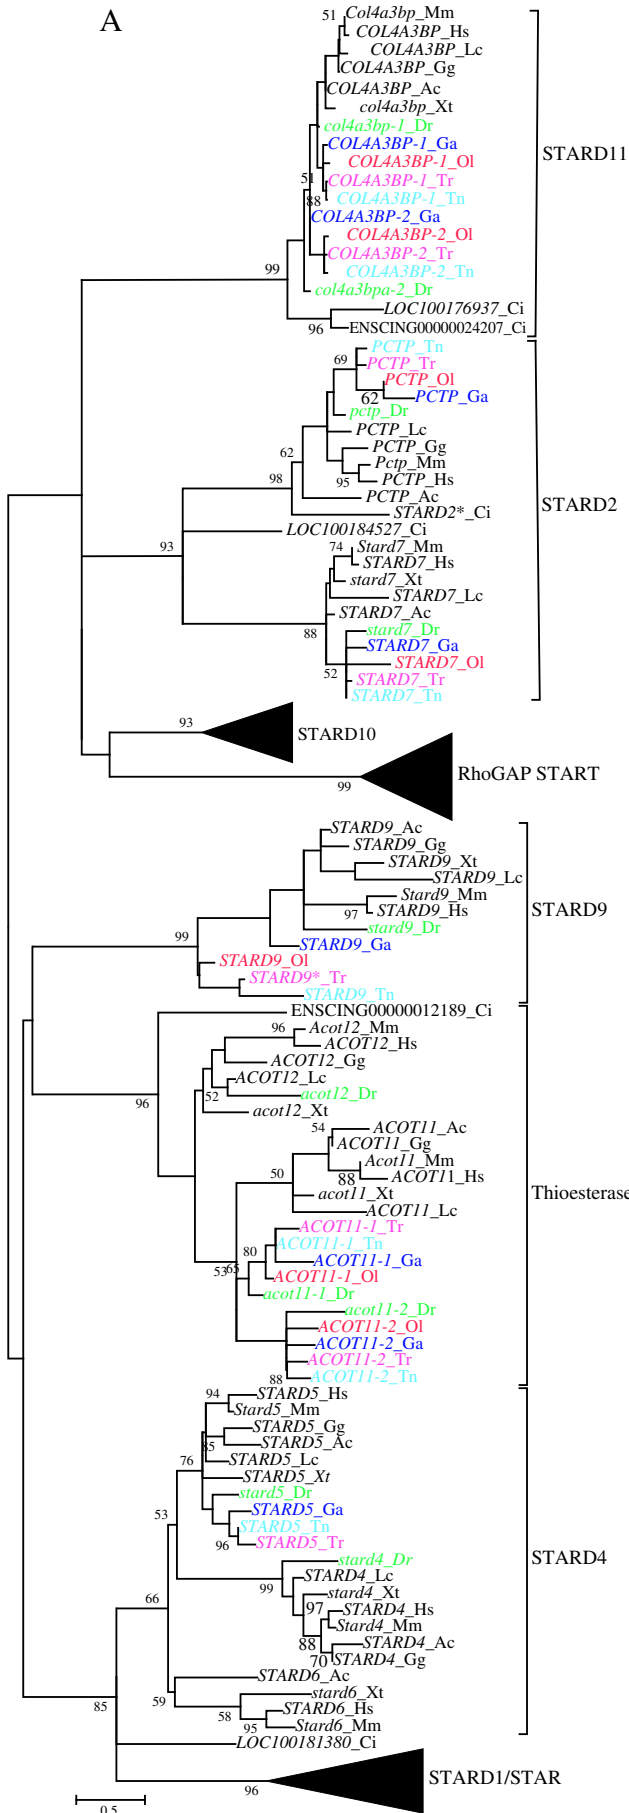 A
51
Col4a3bp_Mm
COL4A3BP_Hs
COL4A3BP_Lc
COL4A3BP_Gg
COL4A3BP_Ac
col4a3bp_Xt
col4a3bp-1_Dr
COL4A3BP-1_Ga
COL4A3BP-1_Ol
STARD11
51
COL4A3BP-1_Tr
88
COL4A3BP-1_Tn
COL4A3BP-2_Ga
COL4A3BP-2_Ol
COL4A3BP-2_Tr
99
COL4A3BP-2_Tn
col4a3bpa-2_Dr
LOC100176937_Ci
96
ENSCING00000024207_Ci
PCTP_Tn
69
PCTP_Tr
PCTP_Ol
62
PCTP_Ga
pctp_Dr
PCTP_Lc
62
PCTP_Gg
Pctp_Mm
98
95
PCTP_Hs
PCTP_Ac
STARD2
STARD2*_Ci
LOC100184527_Ci
93
74
Stard7_Mm
STARD7_Hs
stard7_Xt
STARD7_Lc
STARD7_Ac
88
stard7_Dr
STARD7_Ga
STARD7_Ol
52
STARD7_Tr
STARD7_Tn
93
STARD10
99
RhoGAP START
STARD9_Ac
STARD9_Gg
STARD9_Xt
STARD9_Lc
Stard9_Mm
97
STARD9_Hs
STARD9
stard9_Dr
99
STARD9_Ga
STARD9_Ol
STARD9*_Tr
STARD9_Tn
ENSCING00000012189_Ci
96
Acot12_Mm
ACOT12_Hs
ACOT12_Gg
ACOT12_Lc
52
acot12_Dr
96
acot12_Xt
54
ACOT11_Ac
ACOT11_Gg
Acot11_Mm
50
88
ACOT11_Hs
acot11_Xt
Thioesterase
ACOT11_Lc
ACOT11-1_Tr
80
ACOT11-1_Tn
53
65
ACOT11-1_Ga
ACOT11-1_Ol
acot11-1_Dr
acot11-2_Dr
ACOT11-2_Ol
ACOT11-2_Ga
ACOT11-2_Tr
88
ACOT11-2_Tn
94
STARD5_Hs
Stard5_Mm
STARD5_Gg
85
STARD5_Ac
76
STARD5_Lc
STARD5_Xt
stard5_Dr
STARD5_Ga
53
STARD5_Tn
96
STARD5_Tr
stard4_Dr
STARD4
99
STARD4_Lc
stard4_Xt
66
97
STARD4_Hs
Stard4_Mm
88
STARD4_Ac
70
STARD4_Gg
STARD6_Ac
59
stard6_Xt
58
STARD6_Hs
85
95
Stard6_Mm
LOC100181380_Ci
STARD1/STAR
96
0.5